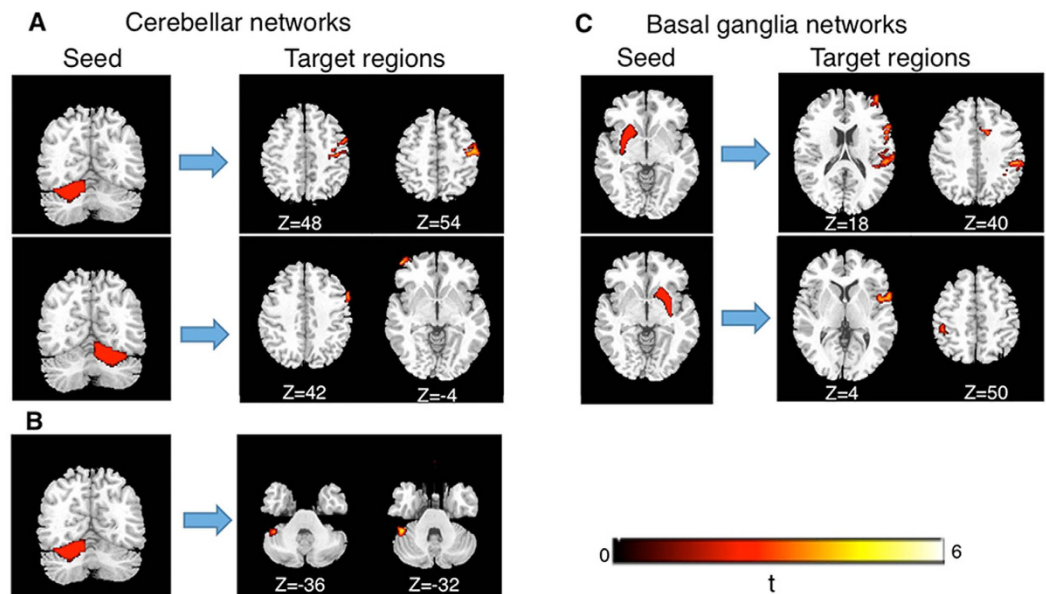 A Cerebellar networks
Seed Target regions
Z=48 Z=54
Z=42 Z=-4
B
Z=-36 Z=-32
C Basal ganglia networks
Seed Target regions
Z=18 Z=40
Z=4 Z=50
0 6
t